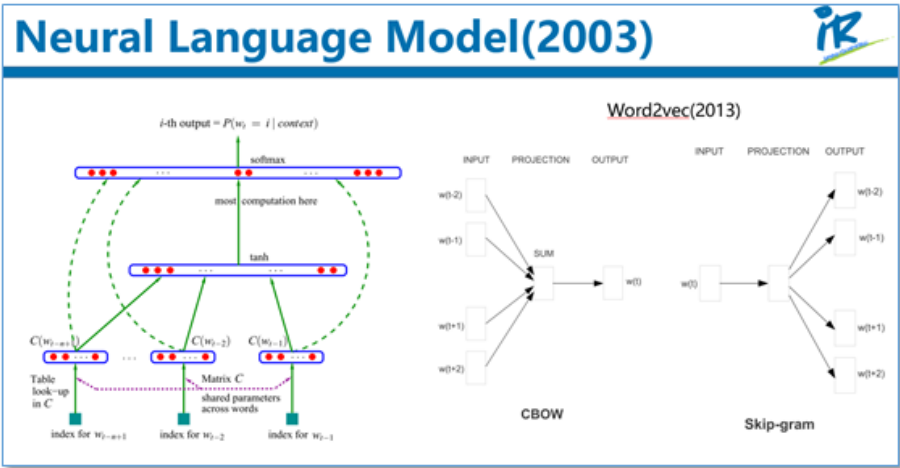 Neural Language Model(2003)
iR
i-th output = P(w_t = i | context)
softmax
most computation here
tanh
C(w_{t−n+1})
C(w_{t−2})
C(w_{t−1})
Table
look−up
in C
Matrix C
shared parameters
across words
index for w_{t−n+1}
index for w_{t−2}
index for w_{t−1}
Word2vec(2013)
INPUT PROJECTION OUTPUT
w(t-2)
w(t-1)
SUM
w(t)
w(t+1)
w(t+2)
CBOW
INPUT PROJECTION OUTPUT
w(t-2)
w(t-1)
w(t)
w(t+1)
w(t+2)
Skip-gram